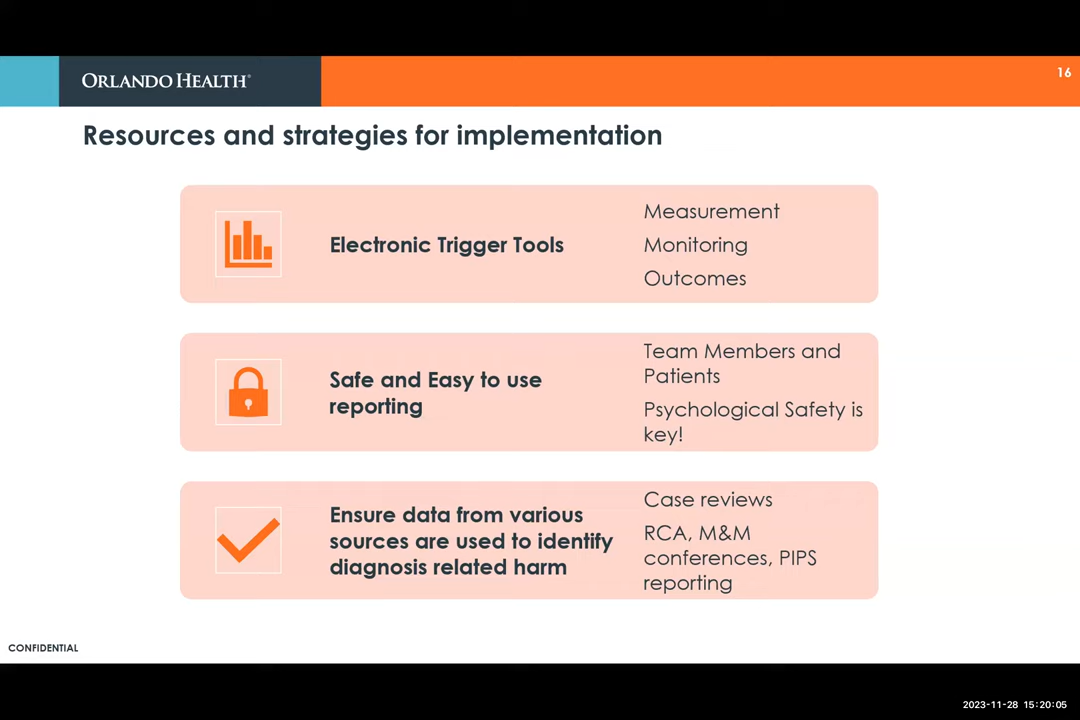 ORLANDO HEALTH®
16
Resources and strategies for implementation
Electronic Trigger Tools
Measurement
Monitoring
Outcomes
Safe and Easy to use
reporting
Team Members and
Patients
Psychological Safety is
key!
Ensure data from various
sources are used to identify
diagnosis related harm
Case reviews
RCA, M&M
conferences, PIPS
reporting
CONFIDENTIAL
2023-11-28 15:20:05